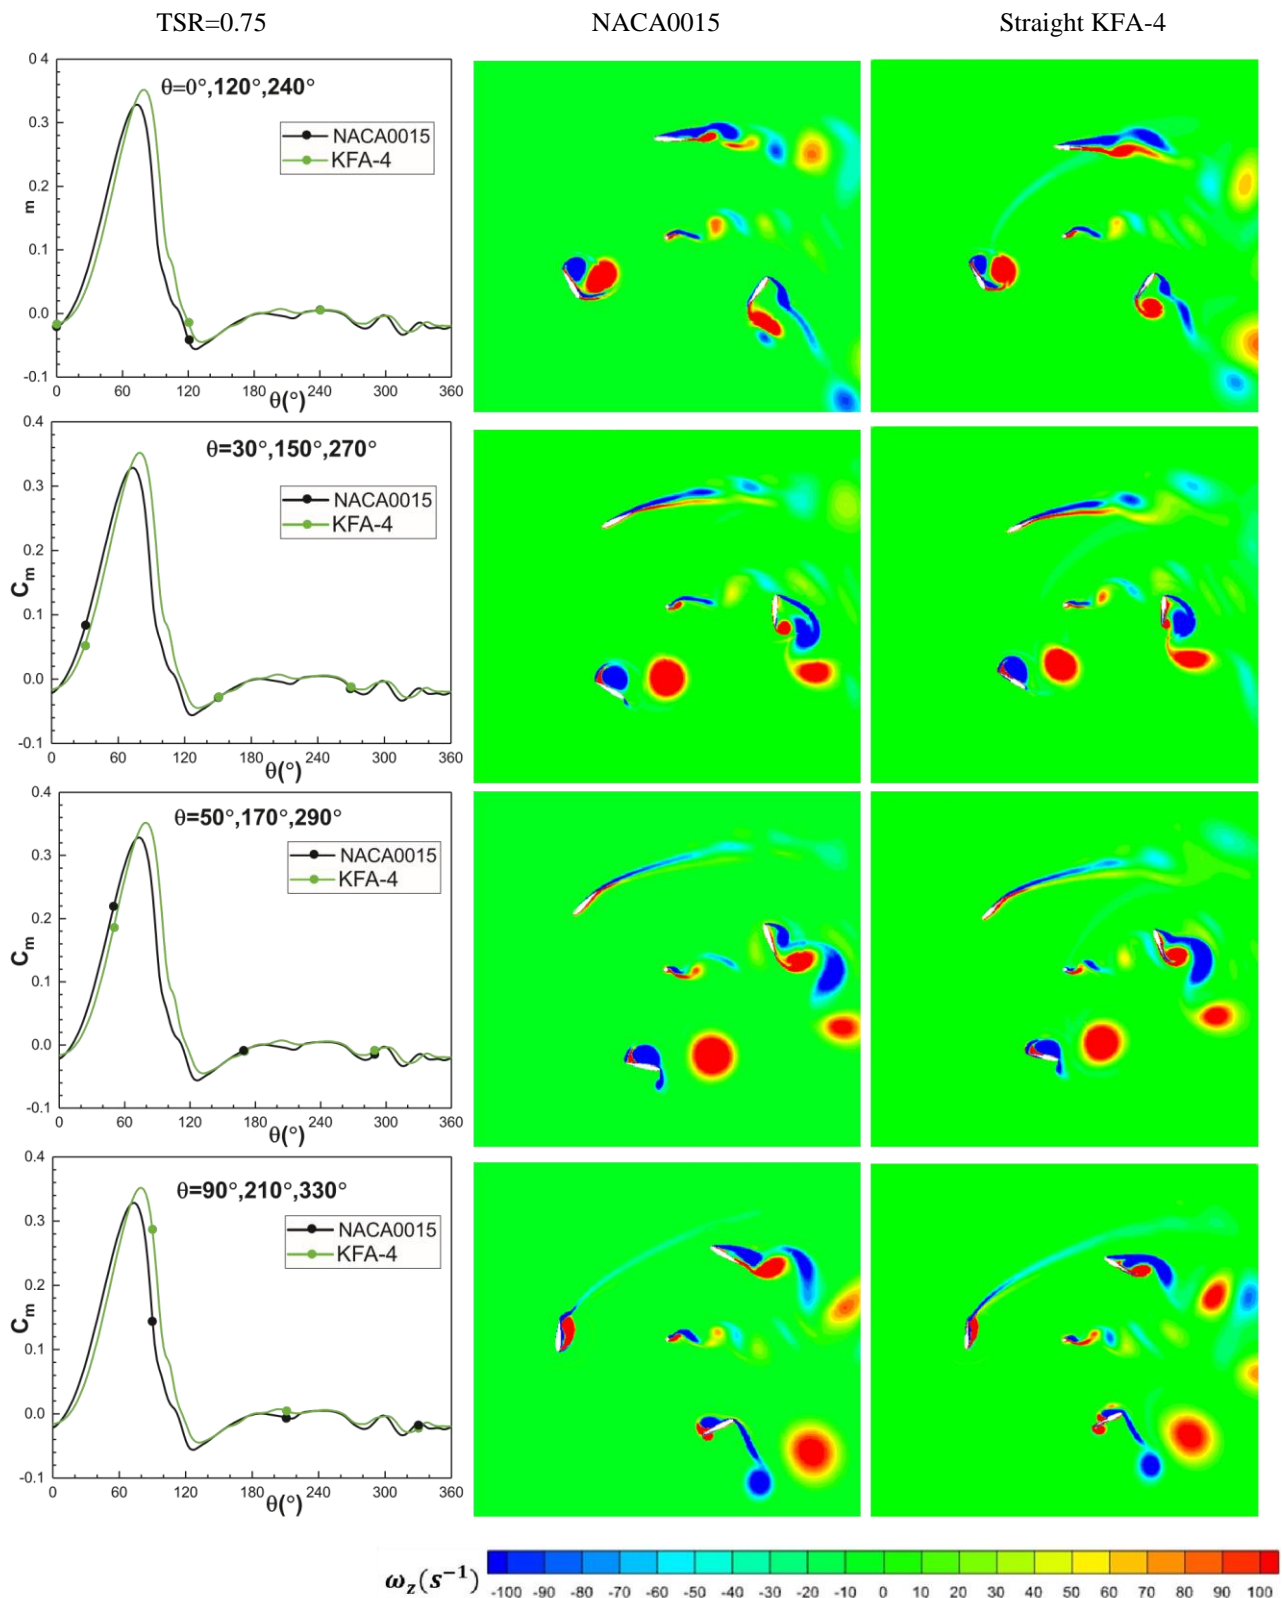 TSR=0.75 NACA0015 Straight KFA-4
0 4
θ=0°,120°,240°
NACA0015
KFA-4
0.3
0.2
m
0.1
0.0
-0.1
0 60 120 180 240 300 360
θ(°)
0.4
θ=30°,150°,270°
NACA0015
KFA-4
0.3
0.2
Cm
0.1
0.0
-0.1
0 60 120 180 240 300 360
θ(°)
0.4
θ=50°,170°,290°
NACA0015
KFA-4
0.3
0.2
Cm
0.1
0.0
-0.1
0 60 120 180 240 300 360
θ(°)
0.4
θ=90°,210°,330°
NACA0015
KFA-4
0.3
0.2
Cm
0.1
0.0
-0.1
0 60 120 180 240 300 360
θ(°)
ω_z(s⁻¹)
-100 -90 -80 -70 -60 -50 -40 -30 -20 -10 0 10 20 30 40 50 60 70 80 90 100